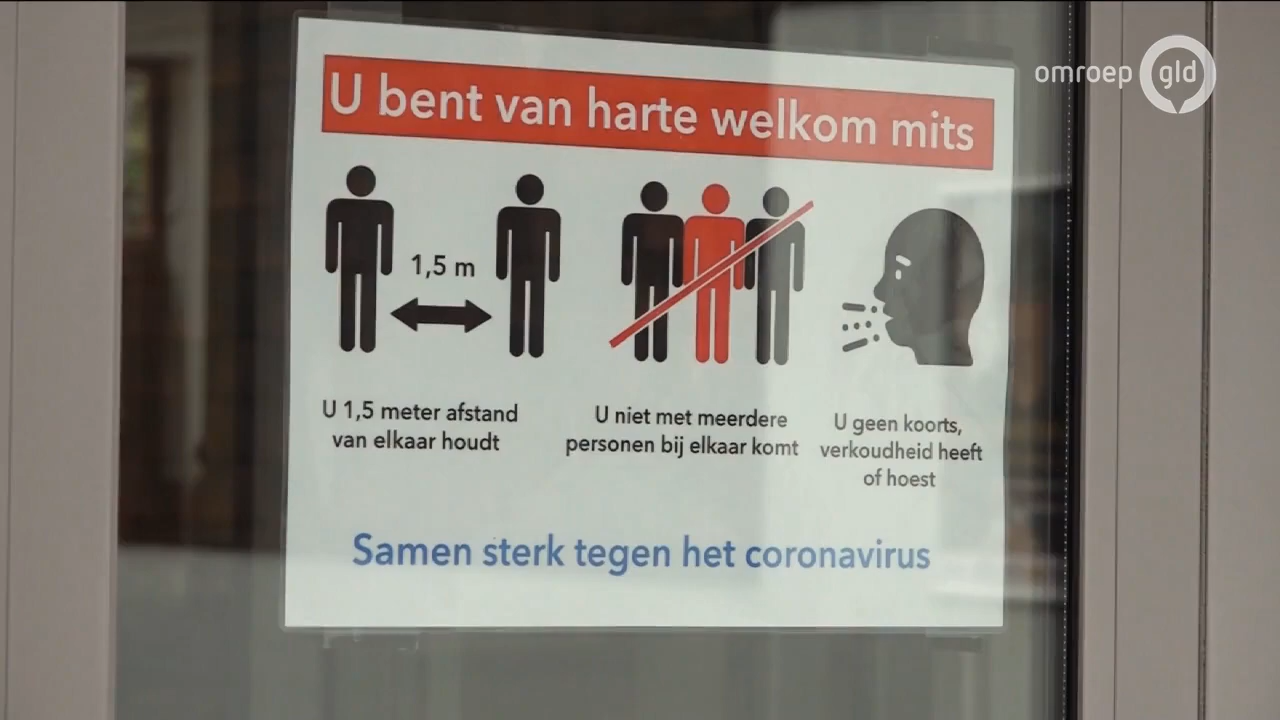 omroep gld
U bent van harte welkom mits
1,5 m
U 1,5 meter afstand
van elkaar houdt
U niet met meerdere
personen bij elkaar komt
U geen koorts,
verkoudheid heeft
of hoest
Samen sterk tegen het coronavirus